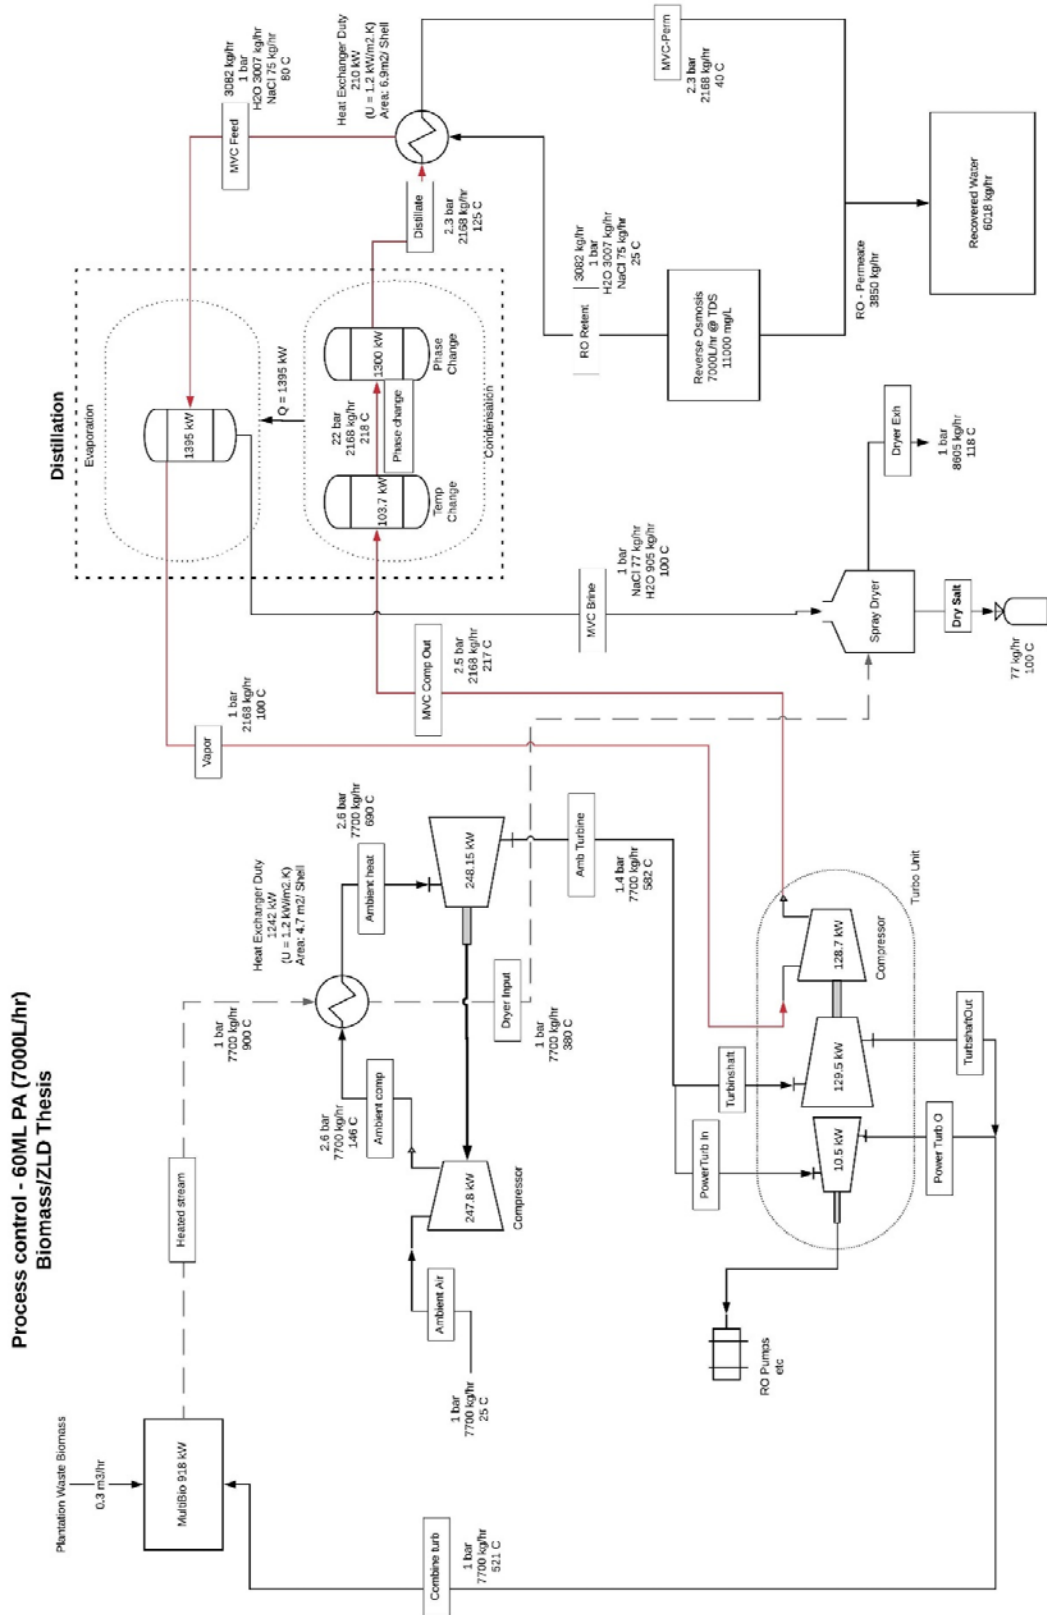 Process control - 60ML PA (7000L/hr)
Biomass/ZLD Thesis
Plantation Waste Biomass
0.3 m3/hr
MultiBio 918 kW
Heated stream
1 bar
7700 kg/hr
900 C
Heat Exchanger Duty
1242 kW
(U = 1.2 kW/m2.K)
Area: 4.7 m2/ Shell
2.6 bar
7700 kg/hr
690 C
Ambient heat
2.6 bar
7700 kg/hr
146 C
Ambient comp
248.15 kW
247.8 kW
Compressor
Ambient Air
1 bar
7700 kg/hr
25 C
Dryer Input
1 bar
7700 kg/hr
380 C
Amb Turbine
1.4 bar
7700 kg/hr
582 C
Combine turb
1 bar
7700 kg/hr
521 C
RO Pumps
etc
PowerTurb In
Turbinshaft
10.5 kW
129.5 kW
128.7 kW
Compressor
Turbo Unit
Power Turb O
TurbshaftOut
Distillation
Evaporation
1395 kW
Q = 1395 kW
103.7 kW
Temp
Change
22 bar
2168 kg/hr
218 C
Phase change
1300 kW
Phase
Change
Condensation
Vapor
1 bar
2168 kg/hr
100 C
MVC Comp Out
2.5 bar
2168 kg/hr
217 C
MVC Brine
1 bar
NaCl 77 kg/hr
H2O 905 kg/hr
100 C
Spray Dryer
Dryer Exh
1 bar
8605 kg/hr
118 C
Dry Salt
77 kg/hr
100 C
MVC Feed
3082 kg/hr
1 bar
H2O 3007 kg/hr
NaCl 75 kg/hr
80 C
Heat Exchanger Duty
210 kW
(U = 1.2 kW/m2.K)
Area: 6.9m2/ Shell
Distillate
2.3 bar
2168 kg/hr
125 C
MVC-Perm
2.3 bar
2168 kg/hr
40 C
RO Retent
3082 kg/hr
1 bar
H2O 3007 kg/hr
NaCl 75 kg/hr
25 C
Reverse Osmosis
7000L/hr @ TDS
11000 mg/L
RO - Permeate
3850 kg/hr
Recovered Water
6018 kg/hr